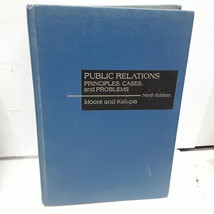 PUBLIC RELATIONS
PRINCIPLES, CASES,
and PROBLEMS
Ninth Edition
Moore and Kalupa